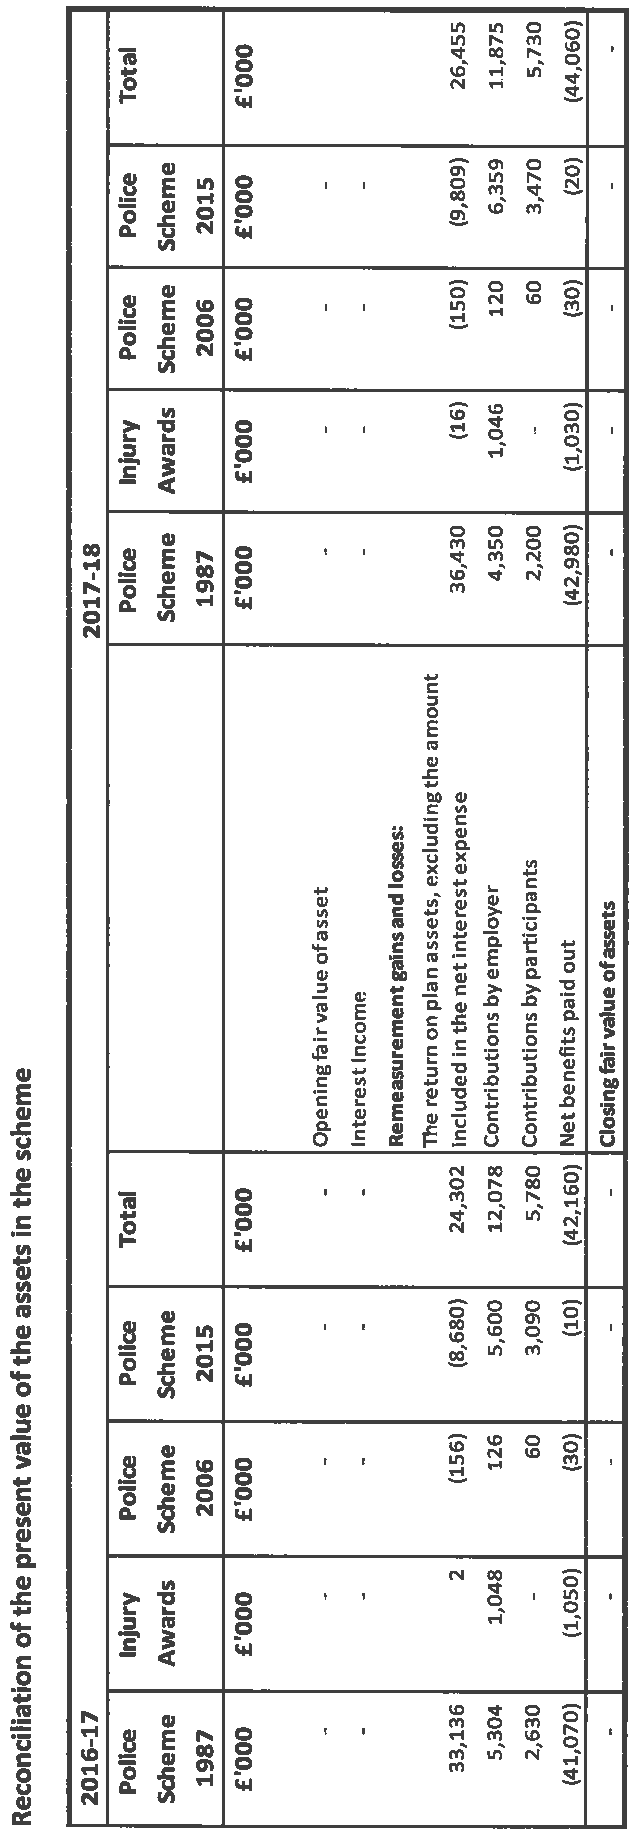 Reconciliation of the present value of the assets in the scheme
2016-17 2017-18
Police Injury Police Police Total Police Injury Police Police Total
Scheme Awards Scheme Scheme Scheme Awards Scheme Scheme
1987 2006 2015 1987 2006 2015
£'000 £'000 £'000 £'000 £'000 £'000 £'000 £'000 £'000 £'000
- - - - - Opening fair value of asset - - - - -
- - - - - Interest Income - - - - -
Remeasurement gains and losses:
The return on plan assets, excluding the amount
33,136 2 (156) (8,680) 24,302 Included in the net interest expense 36,430 (16) (150) (9,809) 26,455
5,304 1,048 126 5,600 12,078 Contributions by employer 4,350 1,046 120 6,359 11,875
2,630 - 60 3,090 5,780 Contributions by participants 2,200 - 60 3,470 5,730
(41,070) (1,050) (30) (10) (42,160) Net benefits paid out (42,980) (1,030) (30) (20) (44,060)
- - - - - Closing fair value of assets - - - - -